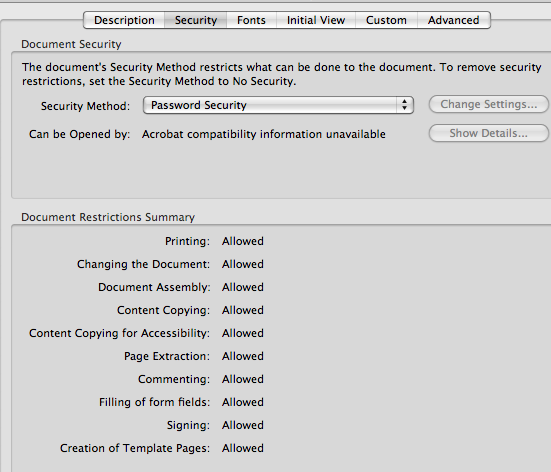 Description Security Fonts Initial View Custom Advanced
Document Security
The document's Security Method restricts what can be done to the document. To remove security
restrictions, set the Security Method to No Security.
Security Method: Password Security Change Settings...
Can be Opened by: Acrobat compatibility information unavailable Show Details...
Document Restrictions Summary
Printing: Allowed
Changing the Document: Allowed
Document Assembly: Allowed
Content Copying: Allowed
Content Copying for Accessibility: Allowed
Page Extraction: Allowed
Commenting: Allowed
Filling of form fields: Allowed
Signing: Allowed
Creation of Template Pages: Allowed